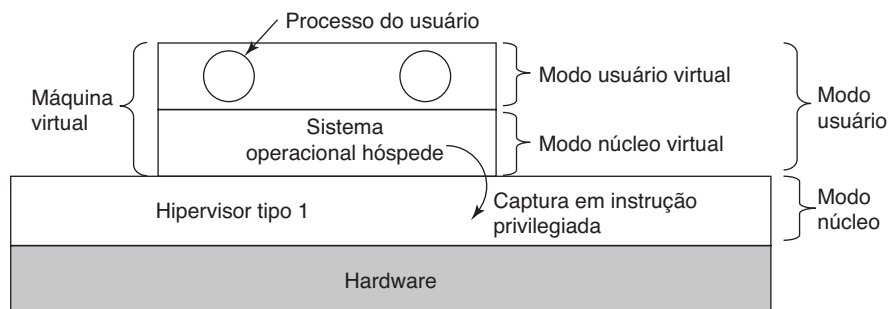 Processo do usuário
Máquina
virtual
Modo usuário virtual
Modo
usuário
Sistema
operacional hóspede
Modo núcleo virtual
Hipervisor tipo 1
Captura em instrução
privilegiada
Modo
núcleo
Hardware